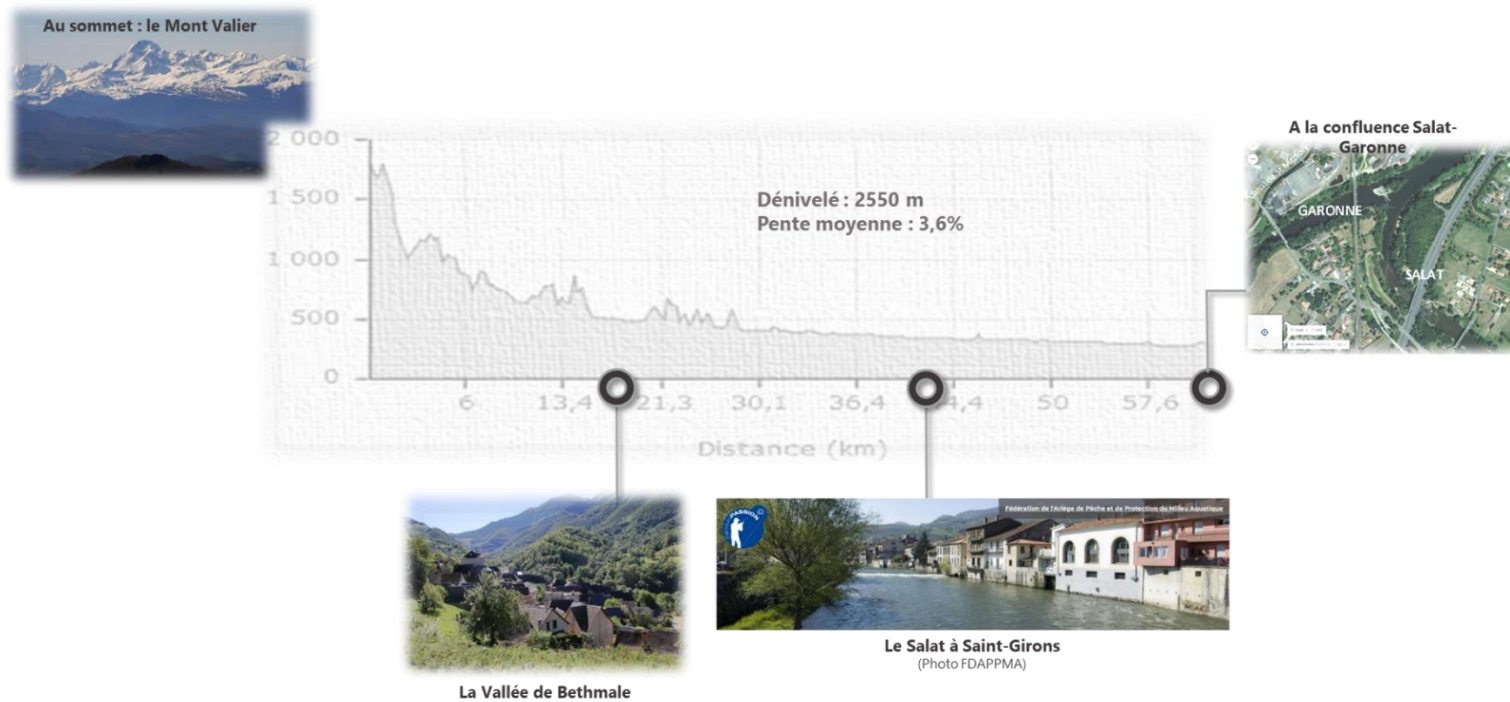 Au sommet : le Mont Valier
A la confluence Salat-
Garonne
2 000
1 500
1 000
500
0
Dénivelé : 2550 m
Pente moyenne : 3,6%
GARONNE
SALAT
6
13,4
21,3
30,1
36,4
4,4
50
57,6
Distance (km)
PASSION
Fédération de l'Ariège de Pêche et de Protection du Milieu Aquatique
Le Salat à Saint-Girons
(Photo FDAPPMA)
La Vallée de Bethmale